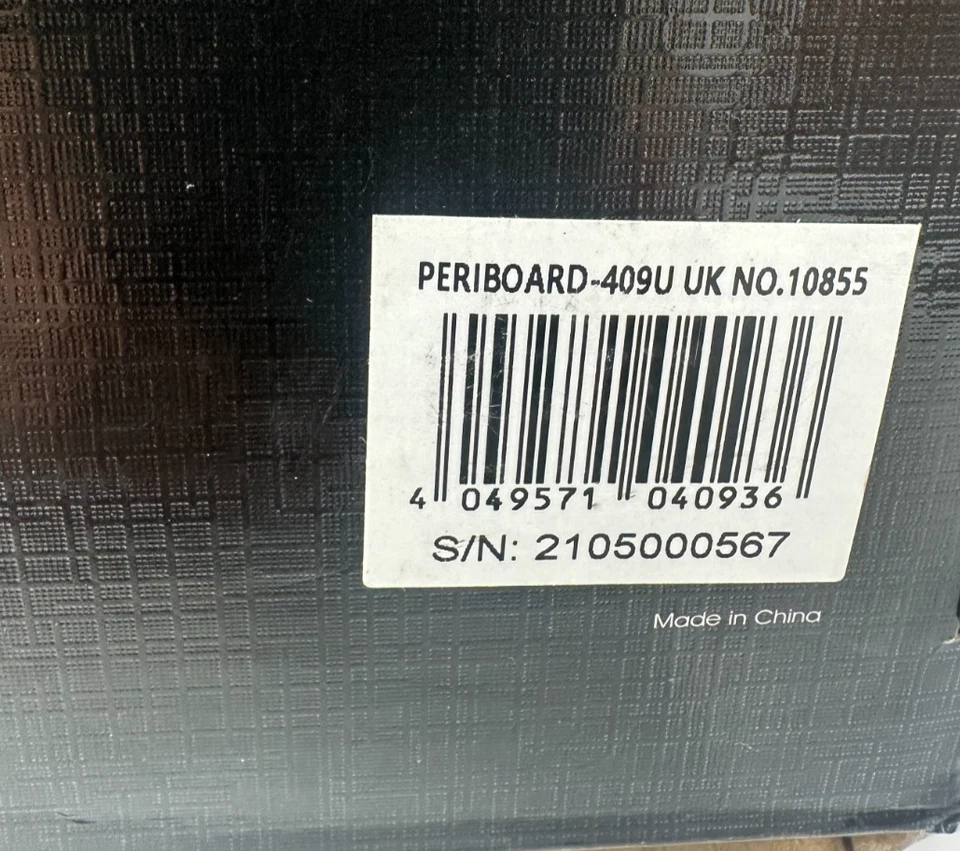 PERIBOARD-409U UK NO.10855
4 049571 040936
S/N: 2105000567
Made in China